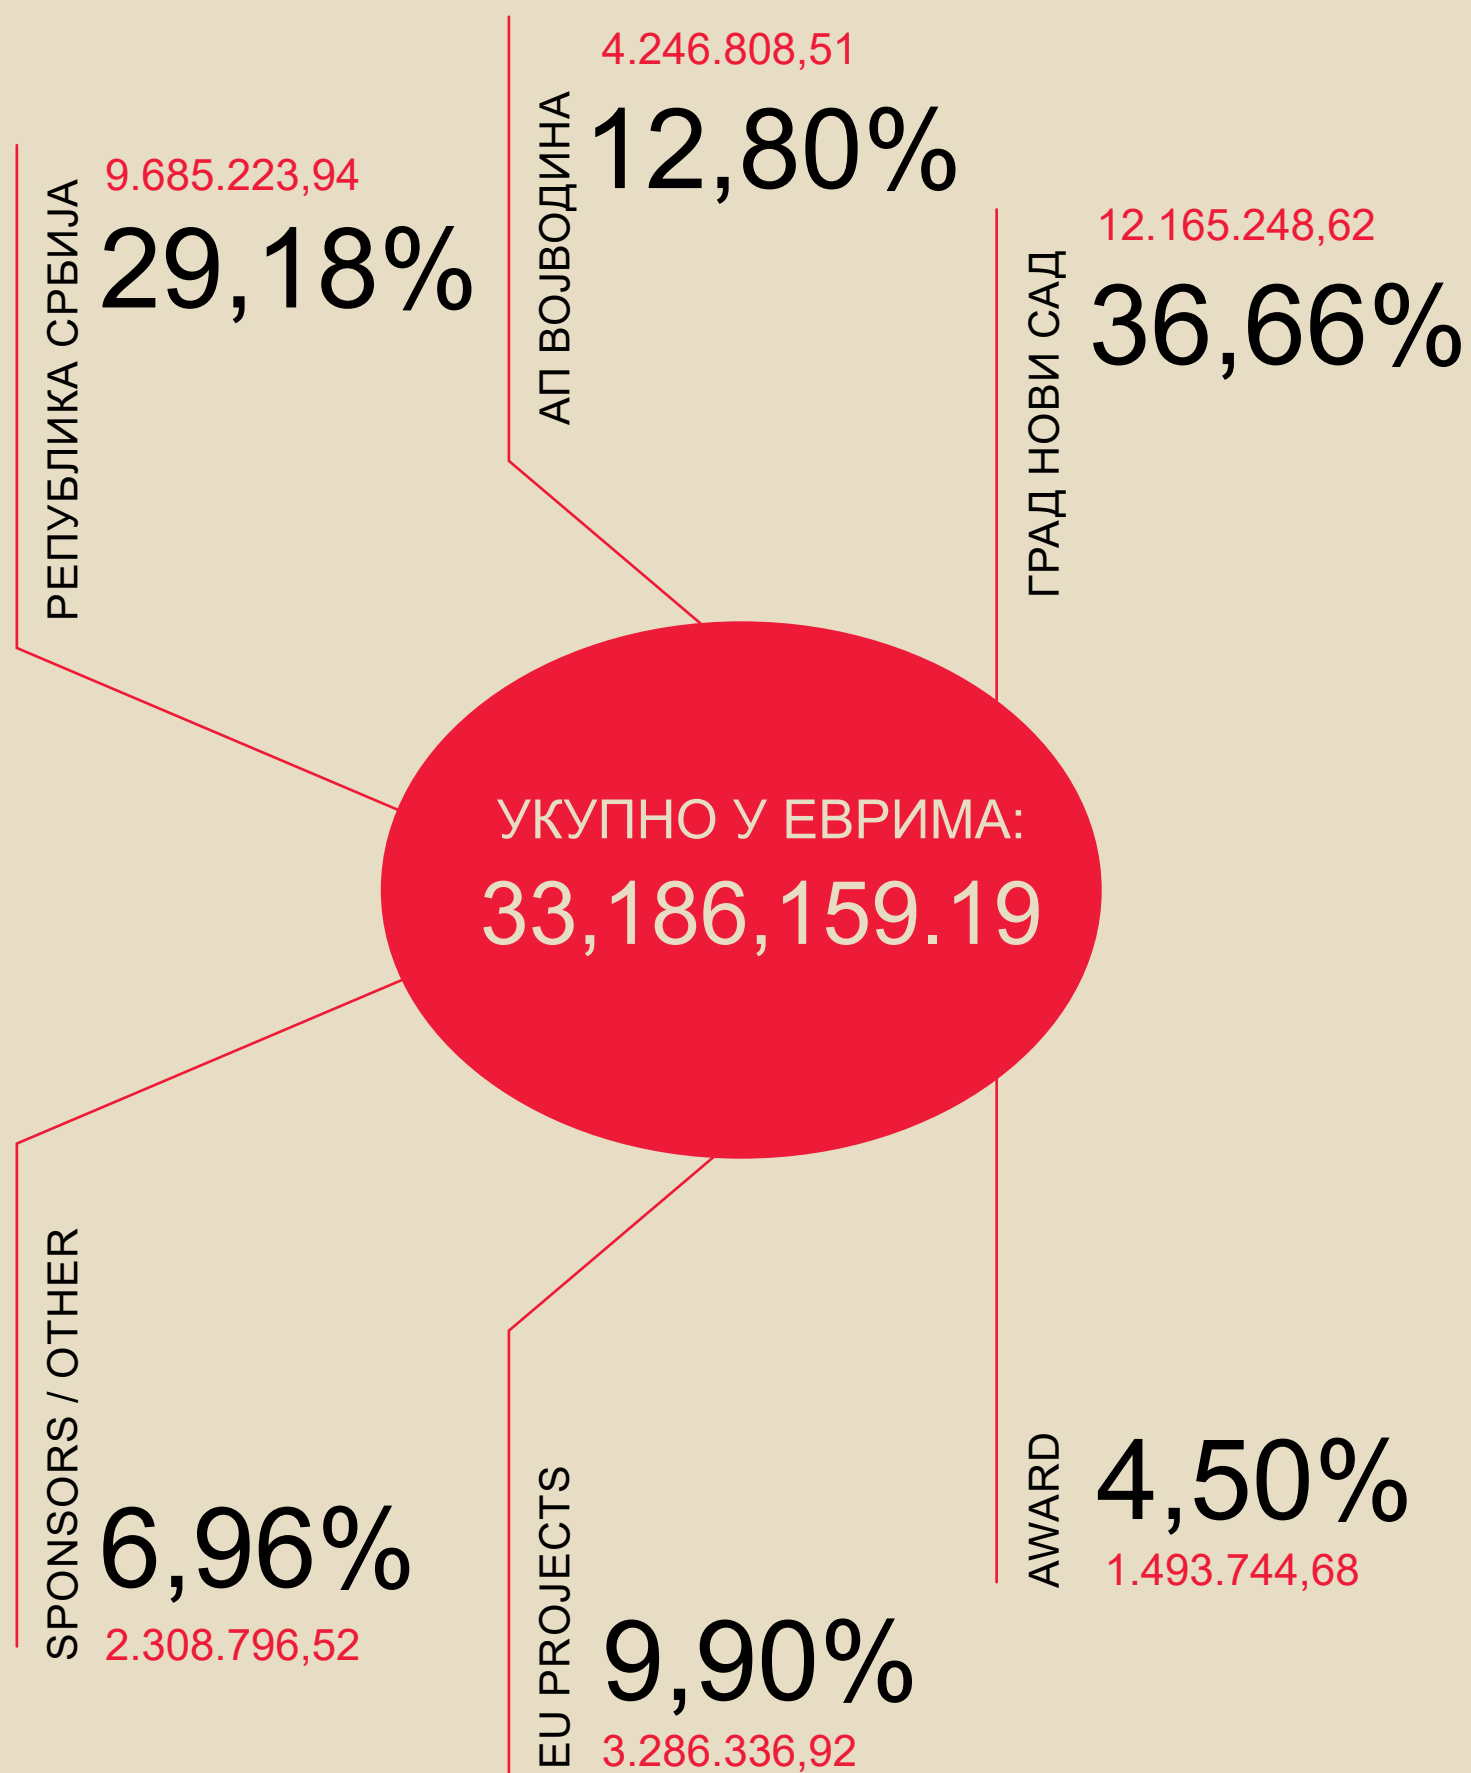 РЕПУБЛИКА СРБИЈА
9.685.223,94
29,18%
АП ВОЈВОДИНА
4.246.808,51
12,80%
ГРАД НОВИ САД
12.165.248,62
36,66%
УКУПНО У ЕВРИМА:
33,186,159.19
SPONSORS / OTHER
6,96%
2.308.796,52
EU PROJECTS
9,90%
3.286.336,92
AWARD
4,50%
1.493.744,68